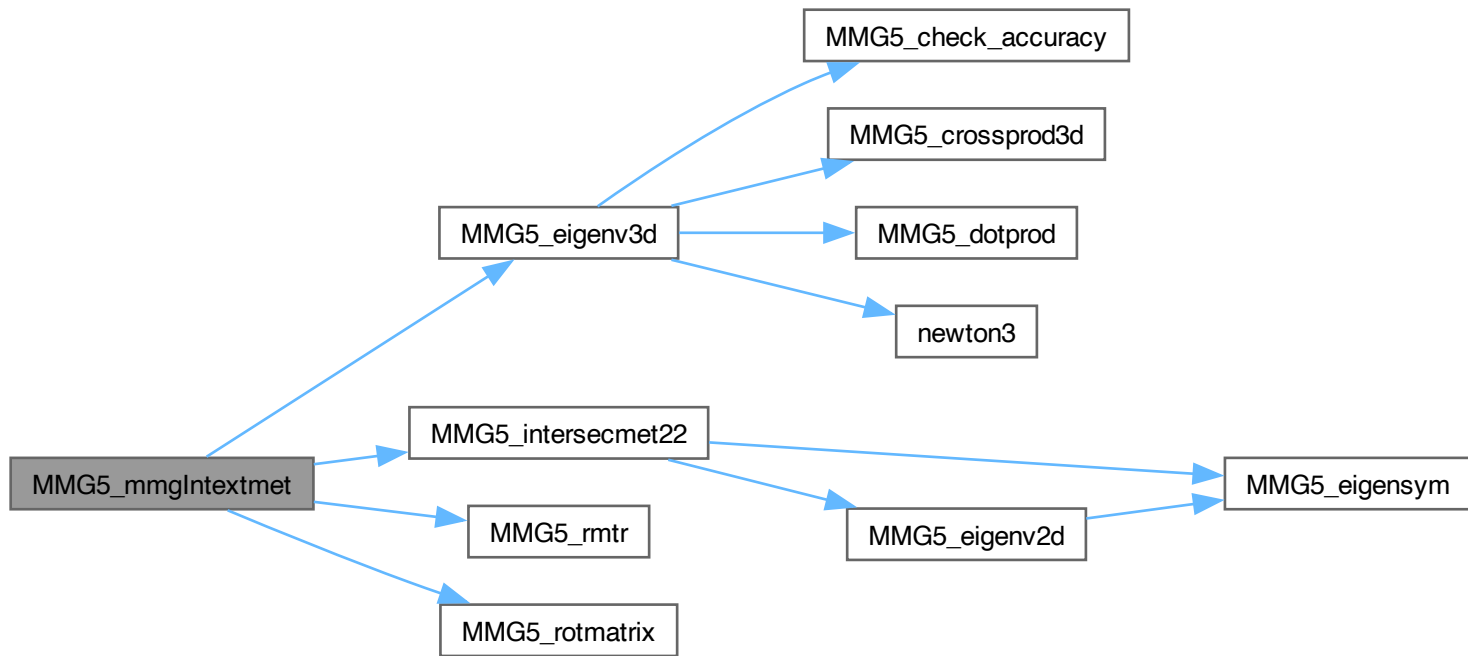 MMG5_check_accuracy
MMG5_crossprod3d
MMG5_eigenv3d
MMG5_dotprod
newton3
MMG5_intersecmet22
MMG5_mmgIntextmet
MMG5_eigensym
MMG5_rmtr
MMG5_eigenv2d
MMG5_rotmatrix